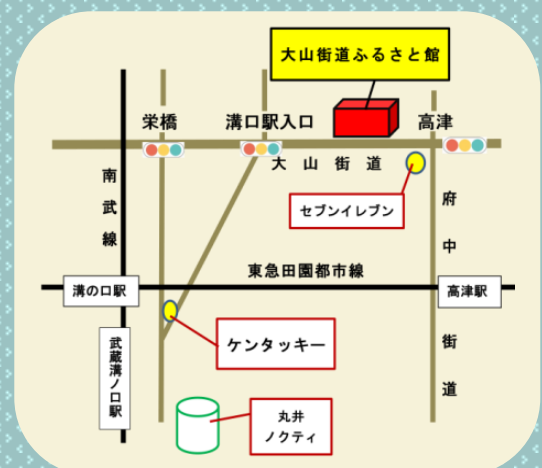 大山街道ふるさと館
栄橋
溝口駅入口
高津
大山街道
南武線
セブンイレブン
府中街道
東急田園都市線
溝の口駅
高津駅
武蔵溝ノ口駅
ケンタッキー
丸井
ノクティ